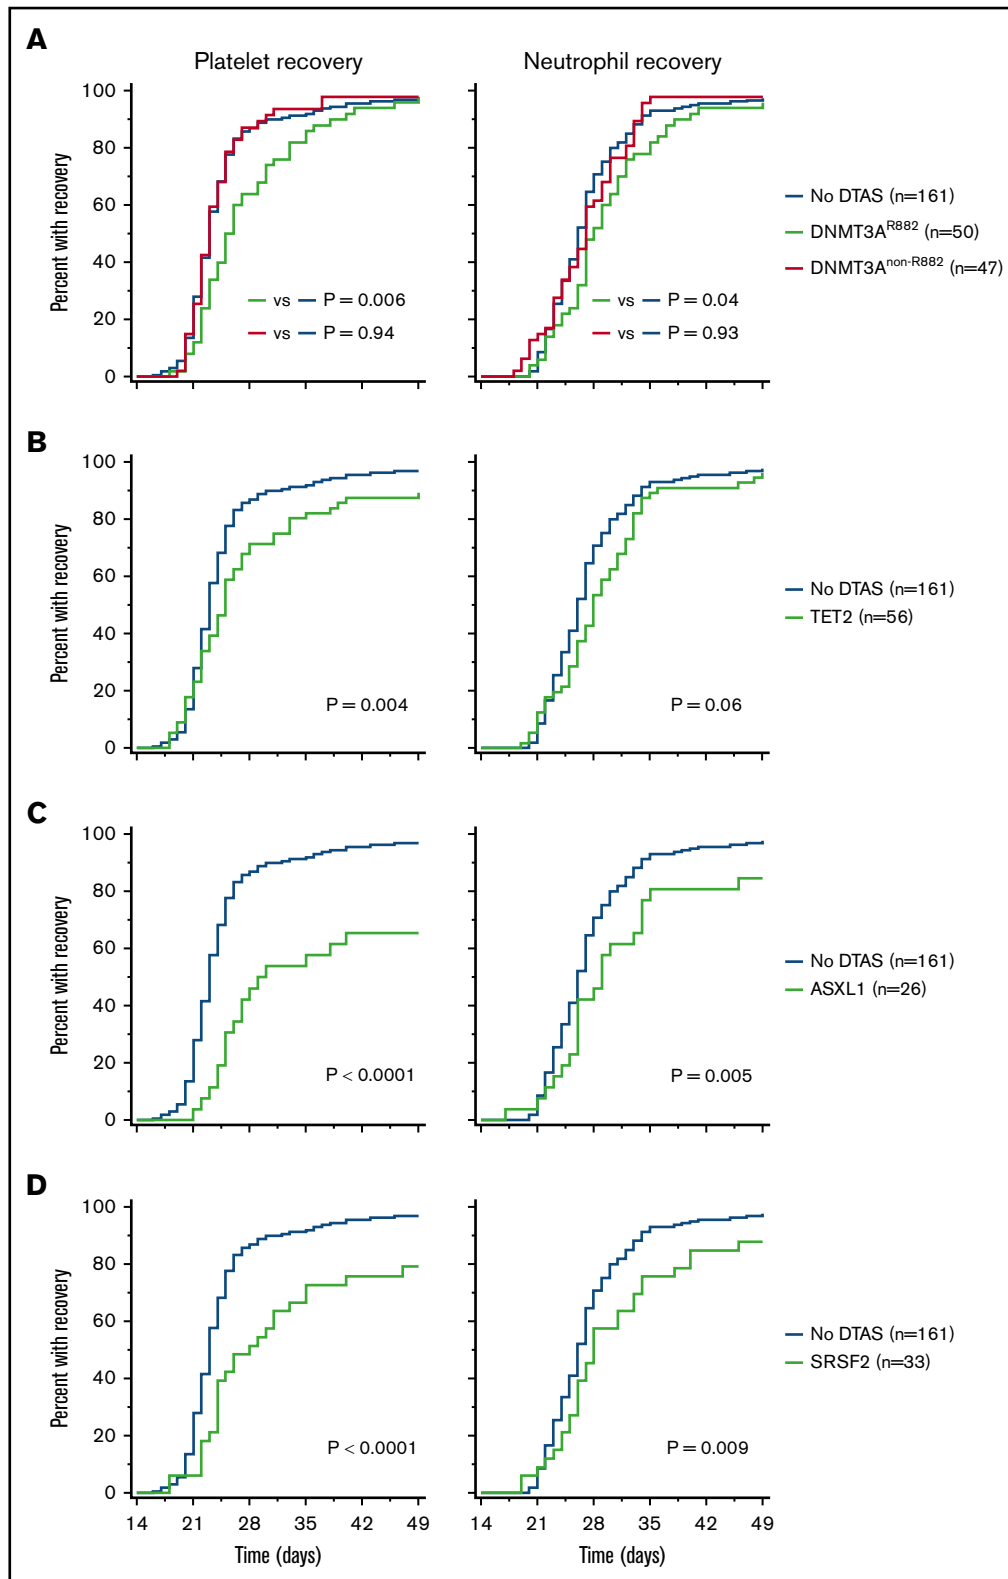 A
Platelet recovery
Neutrophil recovery
Percent with recovery
100
80
60
40
20
0
vs P = 0.006
vs P = 0.94
vs P = 0.04
vs P = 0.93
No DTAS (n=161)
DNMT3A^R882 (n=50)
DNMT3A^non-R882 (n=47)
B
Percent with recovery
100
80
60
40
20
0
P = 0.004
P = 0.06
No DTAS (n=161)
TET2 (n=56)
C
Percent with recovery
100
80
60
40
20
0
P < 0.0001
P = 0.005
No DTAS (n=161)
ASXL1 (n=26)
D
Percent with recovery
100
80
60
40
20
0
P < 0.0001
P = 0.009
No DTAS (n=161)
SRSF2 (n=33)
14 21 28 35 42 49
14 21 28 35 42 49
Time (days)
Time (days)